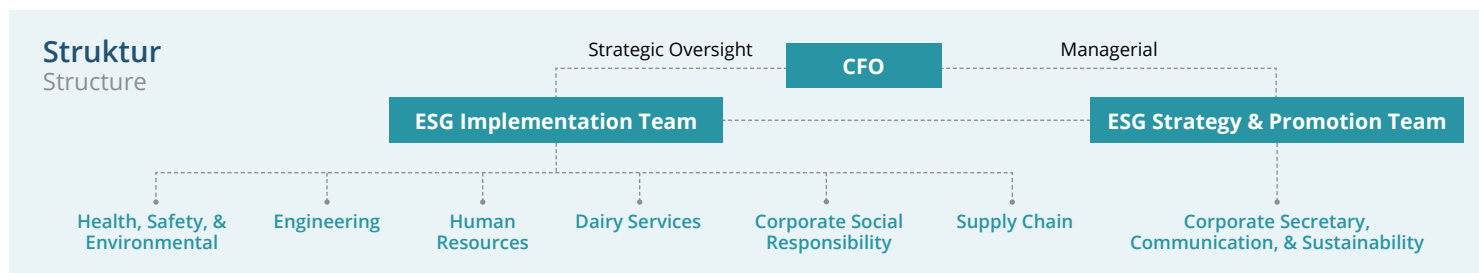 Struktur
Structure
Strategic Oversight
CFO
Managerial
ESG Implementation Team
ESG Strategy & Promotion Team
Health, Safety, &
Environmental
Engineering
Human
Resources
Dairy Services
Corporate Social
Responsibility
Supply Chain
Corporate Secretary,
Communication, & Sustainability